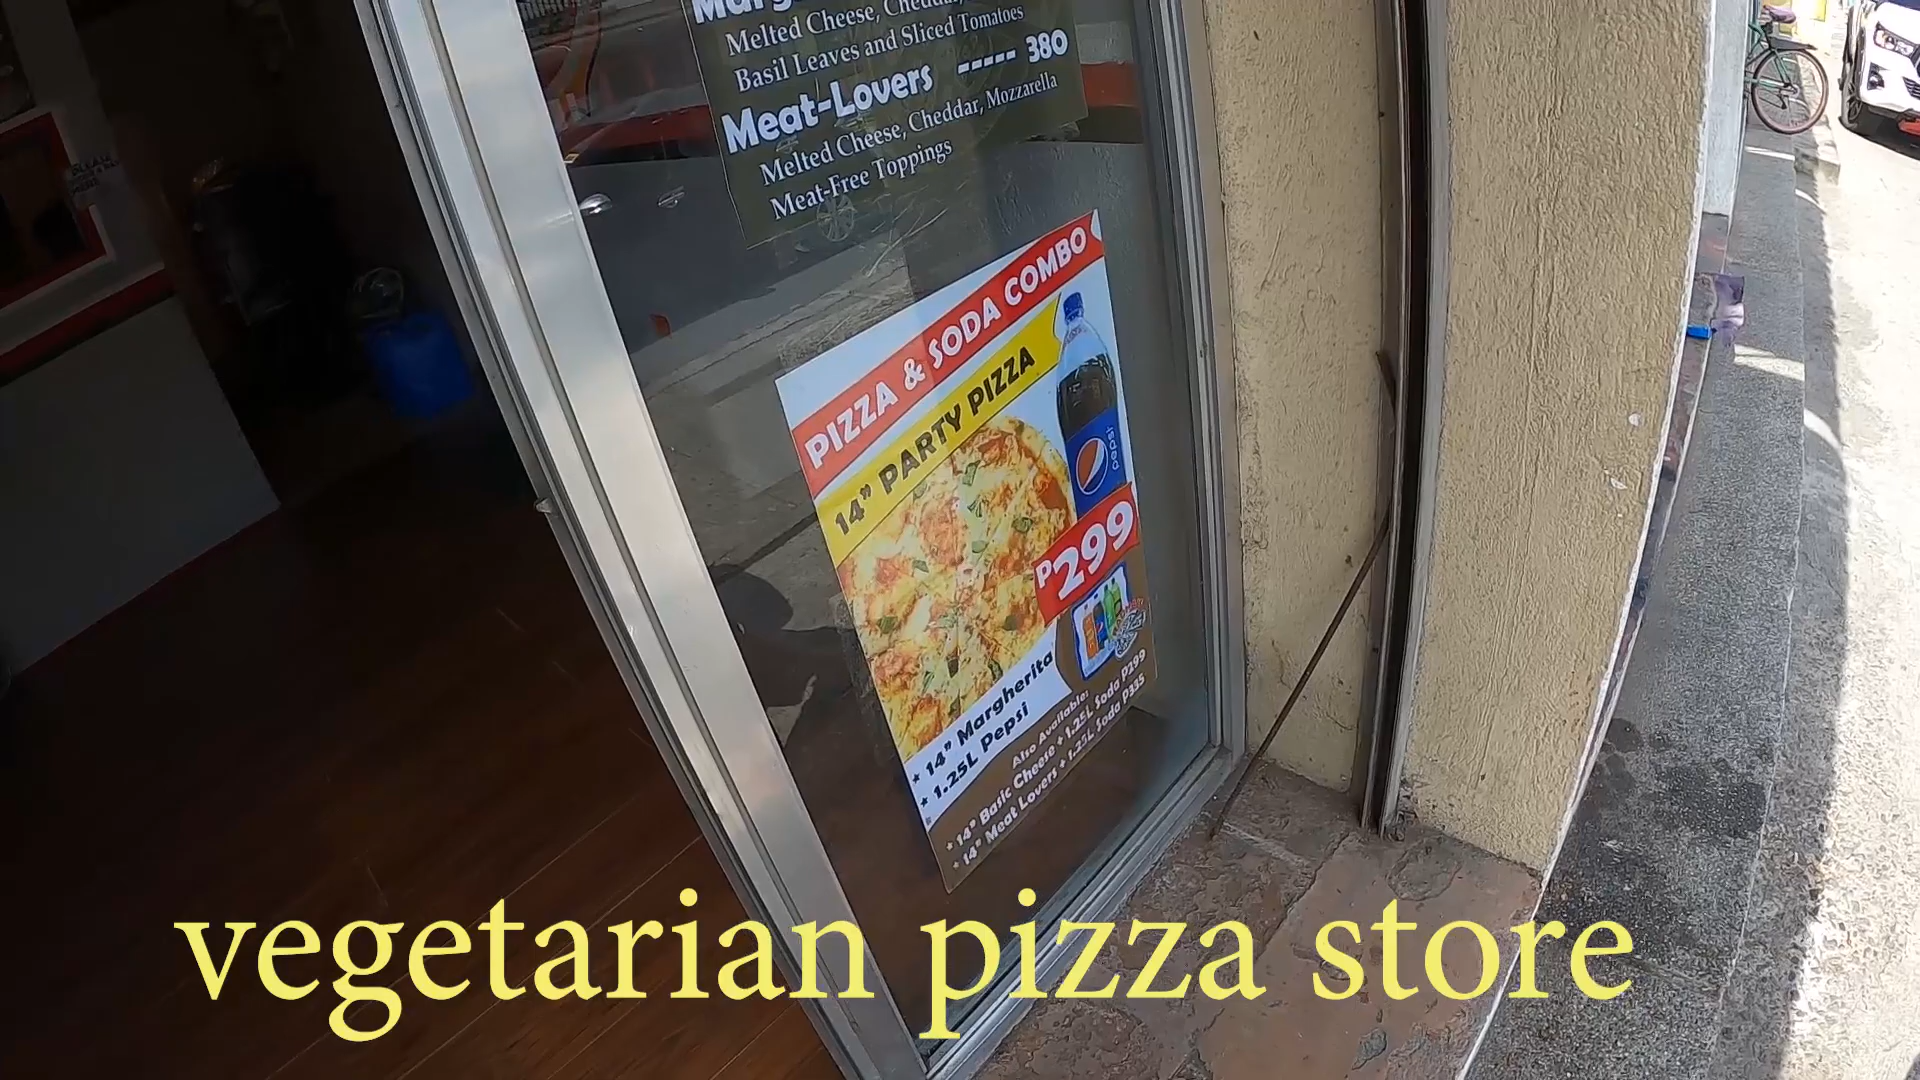 Melted Cheese, Cheddar,
Basil Leaves and Sliced Tomatoes
Meat-Lovers ----- 380
Melted Cheese, Cheddar, Mozzarella
Meat-Free Toppings
PIZZA & SODA COMBO
14” PARTY PIZZA
pepsi
P299
* 14” Margherita
* 1.25L Pepsi
Also Available:
* 14” Basic Cheese + 1.25L Soda P299
* 14” Meat Lovers + 1.25L Soda P335
vegetarian pizza store